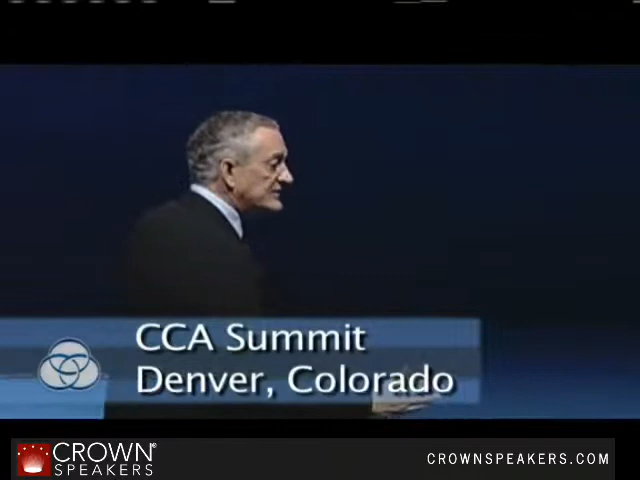 CCA Summit
Denver, Colorado
CROWN®
SPEAKERS
CROWNSPEAKERS.COM